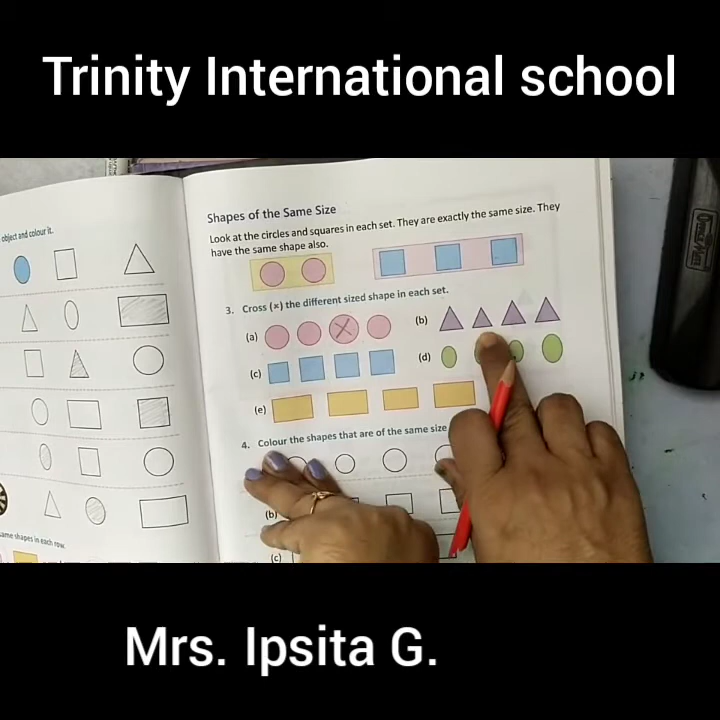 Trinity International school
object and colour it.
Shapes of the Same Size
Look at the circles and squares in each set. They are exactly the same size. They
have the same shape also.
3. Cross (×) the different sized shape in each set.
(a)
(b)
(c)
(d)
(e)
4. Colour the shapes that are of the same size
(b)
(c)
ame shapes in each row.
Mrs. Ipsita G.